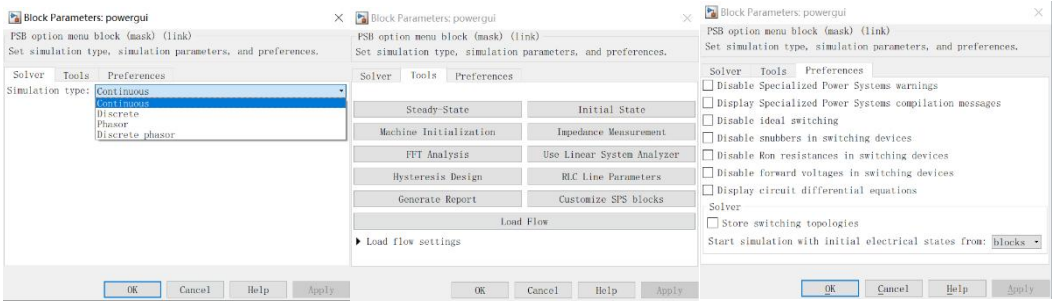 Block Parameters: powergui
PSB option menu block (mask) (link)
Set simulation type, simulation parameters, and preferences.
Solver Tools Preferences
Simulation type: Continuous
Continuous
Discrete
Phasor
Discrete phasor
OK Cancel Help Apply
Block Parameters: powergui
PSB option menu block (mask) (link)
Set simulation type, simulation parameters, and preferences.
Solver Tools Preferences
Steady-State Initial State
Machine Initialization Impedance Measurement
FFT Analysis Use Linear System Analyzer
Hysteresis Design RLC Line Parameters
Generate Report Customize SPS blocks
Load Flow
Load flow settings
OK Cancel Help Apply
Block Parameters: powergui
PSB option menu block (mask) (link)
Set simulation type, simulation parameters, and preferences.
Solver Tools Preferences
Disable Specialized Power Systems warnings
Display Specialized Power Systems compilation messages
Disable ideal switching
Disable snubbers in switching devices
Disable Ron resistances in switching devices
Disable forward voltages in switching devices
Display circuit differential equations
Solver
Store switching topologies
Start simulation with initial electrical states from: blocks
OK Cancel Help Apply